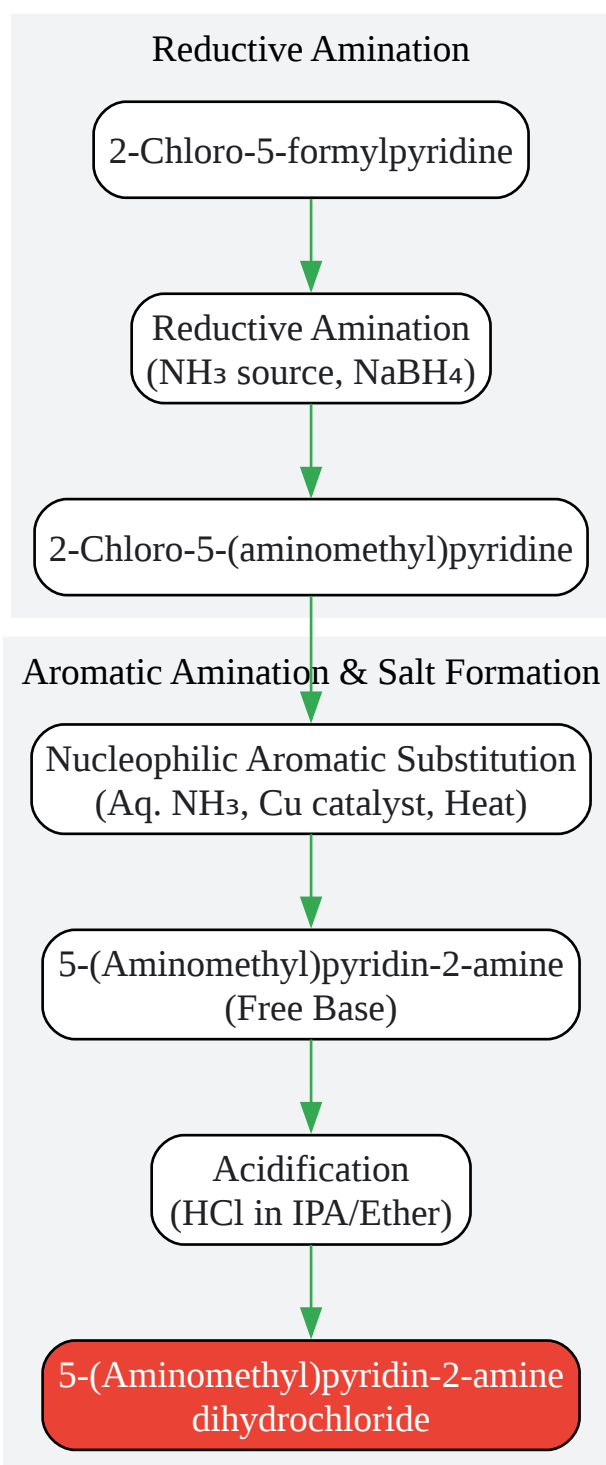 Reductive Amination
2-Chloro-5-formylpyridine
Reductive Amination
(NH₃ source, NaBH₄)
2-Chloro-5-(aminomethyl)pyridine
Aromatic Amination & Salt Formation
Nucleophilic Aromatic Substitution
(Aq. NH₃, Cu catalyst, Heat)
5-(Aminomethyl)pyridin-2-amine
(Free Base)
Acidification
(HCl in IPA/Ether)
5-(Aminomethyl)pyridin-2-amine
dihydrochloride